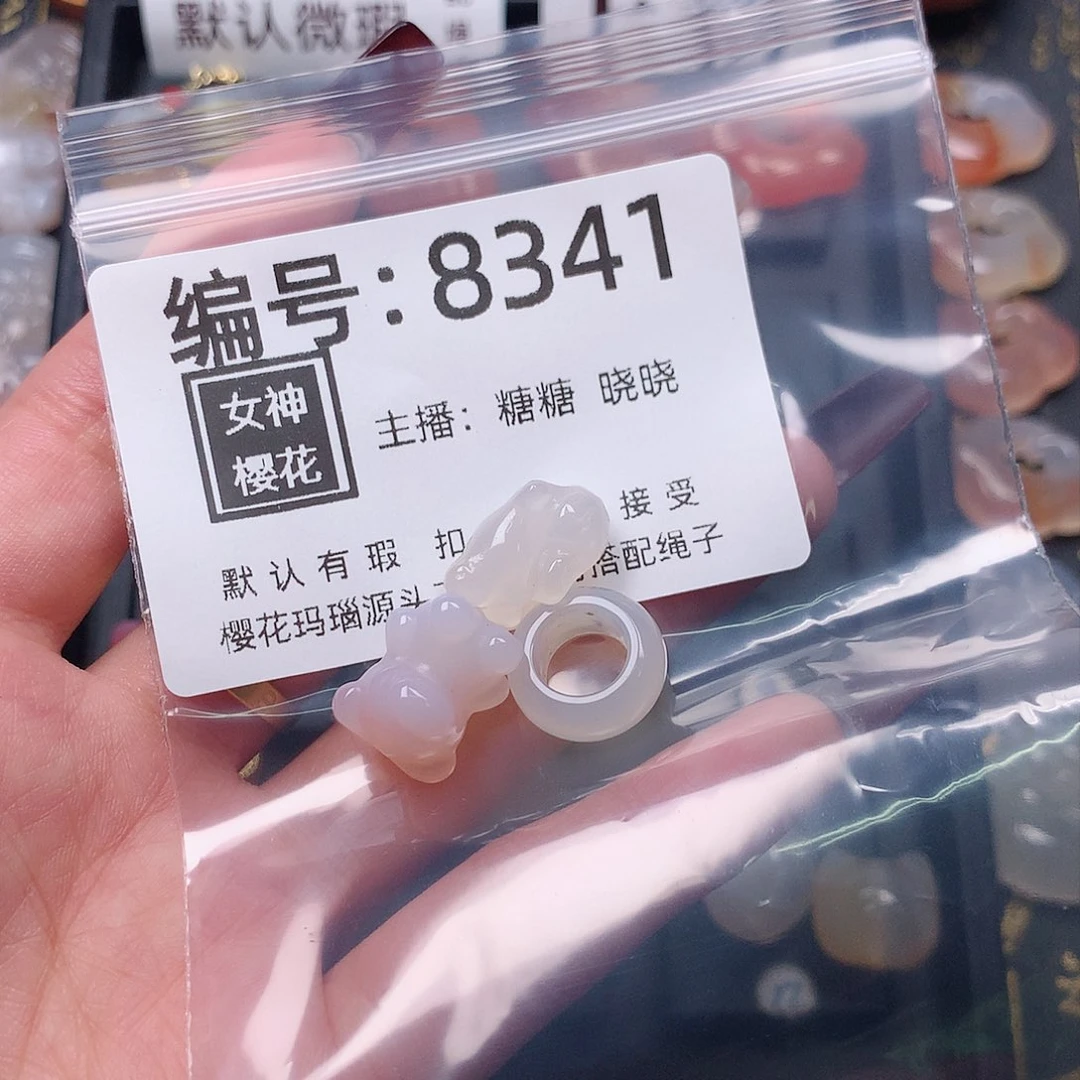 默认微瑕
编号：8341
女神
樱花
主播：糖糖 晓晓
默认有瑕 扣 接受
樱花玛瑙源头 搭配绳子